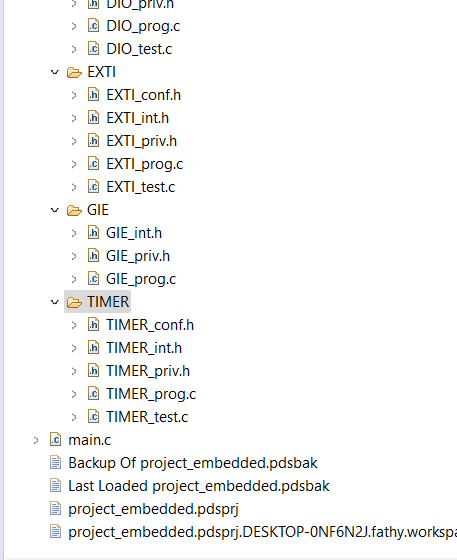 DIO_priv.h
DIO_prog.c
DIO_test.c
EXTI
EXTI_conf.h
EXTI_int.h
EXTI_priv.h
EXTI_prog.c
EXTI_test.c
GIE
GIE_int.h
GIE_priv.h
GIE_prog.c
TIMER
TIMER_conf.h
TIMER_int.h
TIMER_priv.h
TIMER_prog.c
TIMER_test.c
main.c
Backup Of project_embedded.pdsbak
Last Loaded project_embedded.pdsbak
project_embedded.pdsprj
project_embedded.pdsprj.DESKTOP-0NF6N2J.fathy.workspa